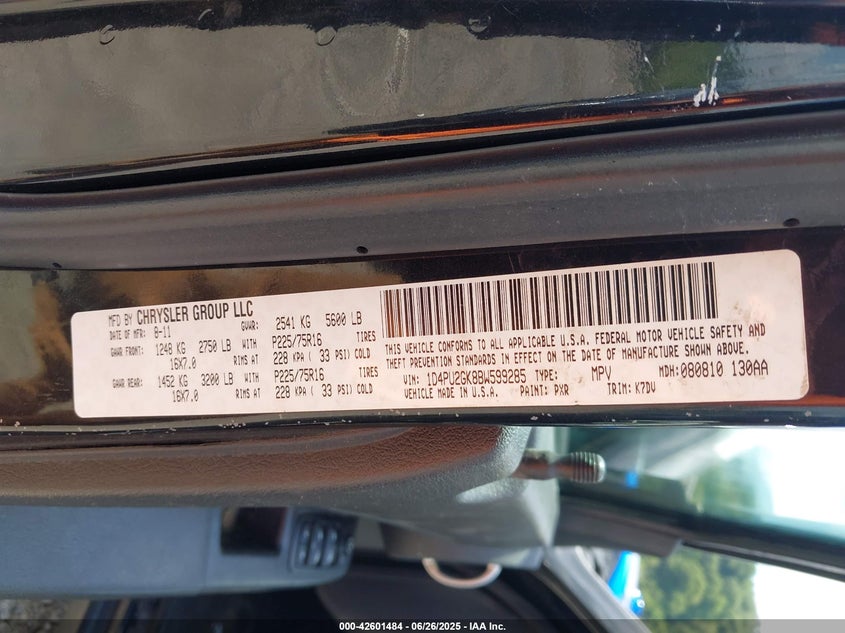 MFD BY CHRYSLER GROUP LLC
DATE OF MFR: 8-11 GVWR: 2541 KG 5600 LB
GAWR FRONT: 1248 KG 2750 LB P225/75R16 TIRES
16X7.0 RIMS AT 228 KPA ( 33 PSI) COLD
GAWR REAR: 1452 KG 3200 LB P225/75R16 TIRES
16X7.0 RIMS AT 228 KPA ( 33 PSI) COLD
THIS VEHICLE CONFORMS TO ALL APPLICABLE U.S.A. FEDERAL MOTOR VEHICLE SAFETY AND
THEFT PREVENTION STANDARDS IN EFFECT ON THE DATE OF MANUFACTURE SHOWN ABOVE.
VIN: 1D4PU2GK8BW599285 TYPE: MPV MDH: 080810 130AA
VEHICLE MADE IN U.S.A. PAINT: PXR TRIM: K7DV
000-42601484 | 06/26/2025 - IAA Inc.